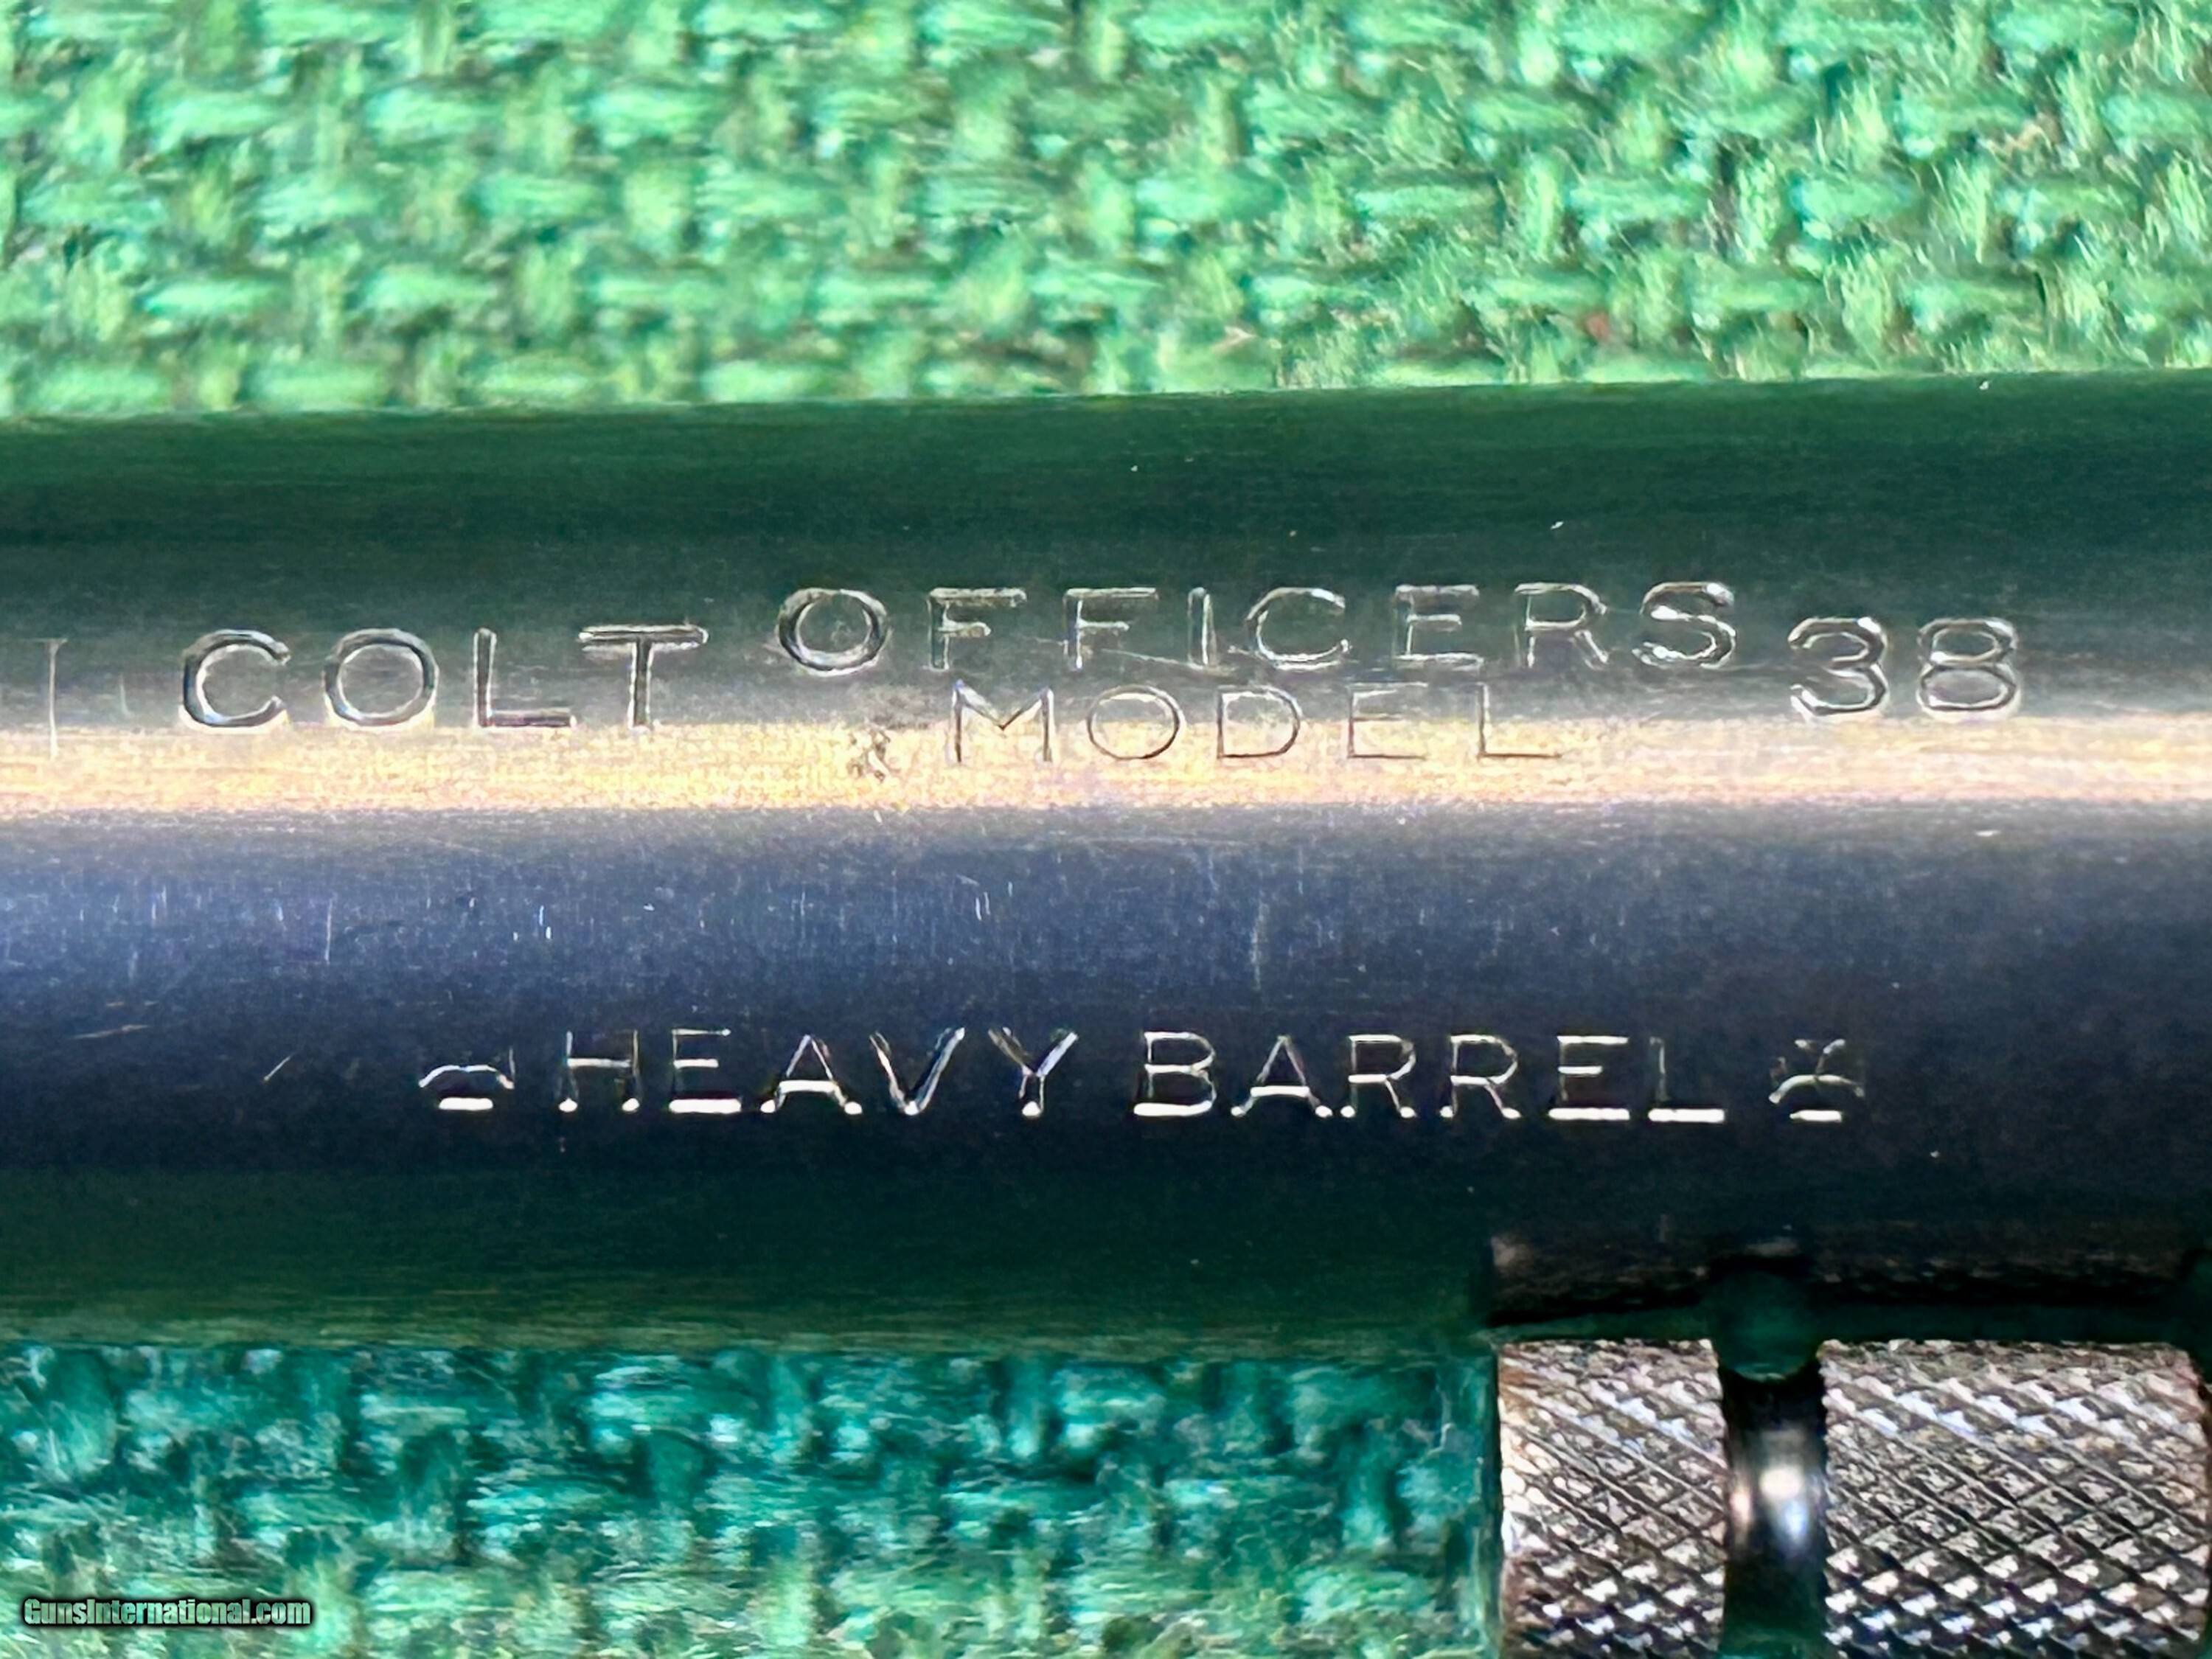 COLT OFFICERS 38
MODEL
HEAVY BARREL
GunsInternational.com